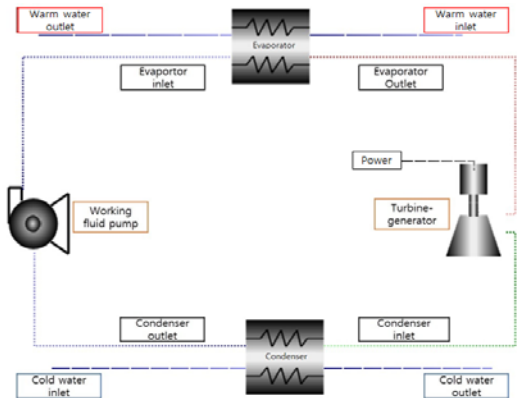 Warm water
outlet
Warm water
inlet
Evaporator
Evaportor
inlet
Evaporator
Outlet
Power
Working
fluid pump
Turbine-
generator
Condenser
outlet
Condenser
inlet
Condenser
Cold water
inlet
Cold water
outlet